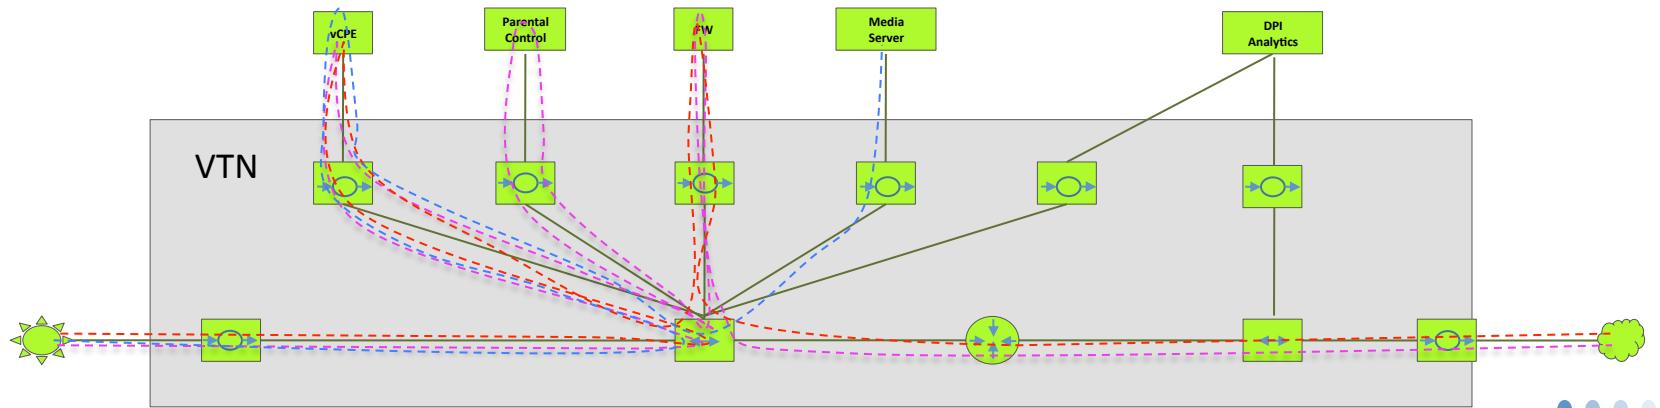 vCPE
Parental
Control
FW
Media
Server
DPI
Analytics
VTN